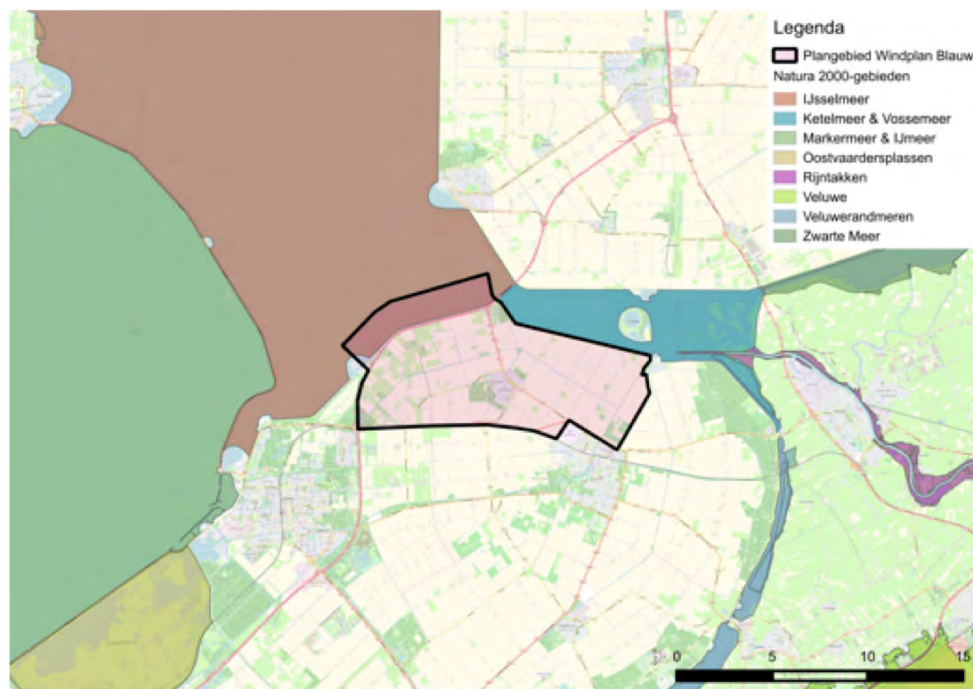 Legenda
Plangebied Windplan Blauw
Natura 2000-gebieden
IJsselmeer
Ketelmeer & Vossemeer
Markermeer & IJmeer
Oostvaardersplassen
Rijntakken
Veluwe
Veluwerandmeren
Zwarte Meer
0 5 10 15